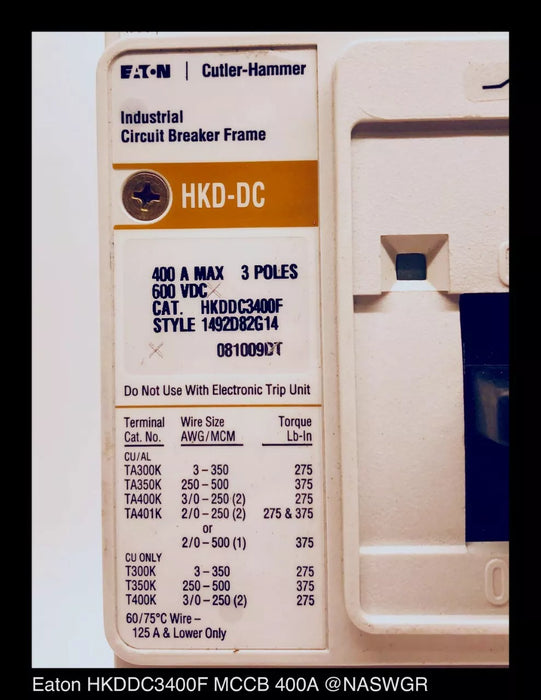 EATON | Cutler-Hammer
Industrial
Circuit Breaker Frame
HKD-DC
400 A MAX 3 POLES
600 VDC
CAT. HKDDC3400F
STYLE 1492D82G14
081009DT
Do Not Use With Electronic Trip Unit
Terminal Wire Size Torque
Cat. No. AWG/MCM Lb-In
CU/AL
TA300K 3–350 275
TA350K 250–500 375
TA400K 3/0–250 (2) 275
TA401K 2/0–250 (2) 275 & 375
or
2/0–500 (1) 375
CU ONLY
T300K 3–350 275
T350K 250–500 375
T400K 3/0–250 (2) 275
60/75°C Wire –
125 A & Lower Only
0
Eaton HKDDC3400F MCCB 400A @NASWGR